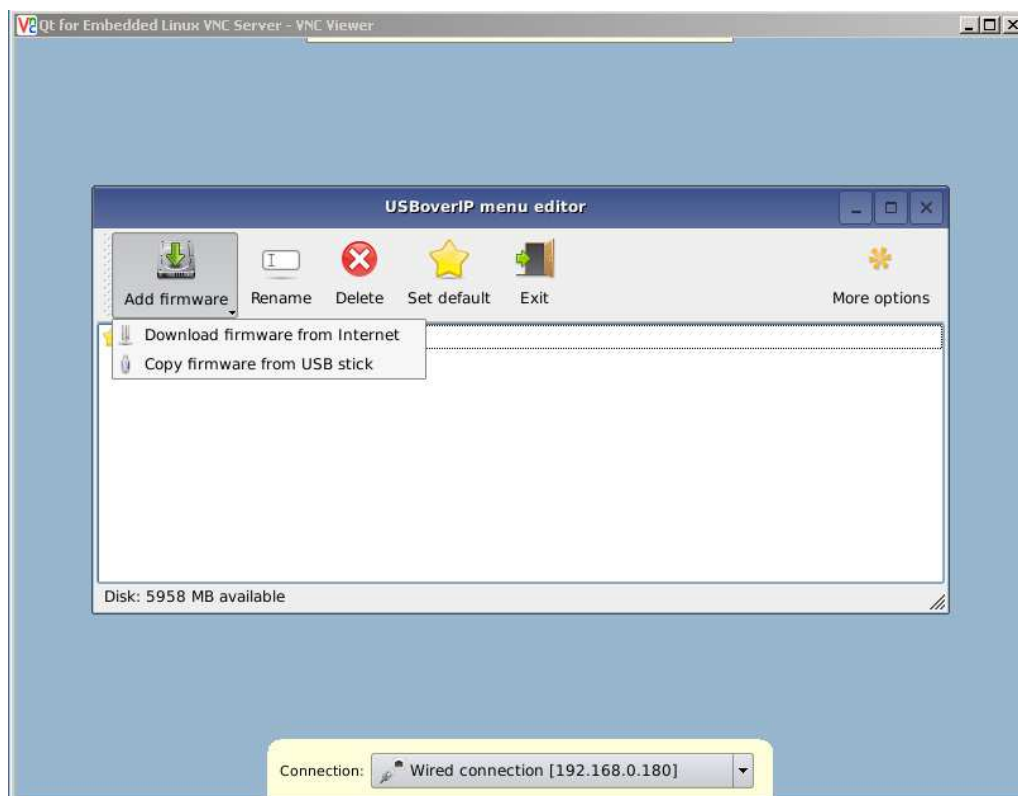 Qt for Embedded Linux VNC Server - VNC Viewer
USBoverIP menu editor
Add firmware Rename Delete Set default Exit More options
Download firmware from Internet
Copy firmware from USB stick
Disk: 5958 MB available
Connection: Wired connection [192.168.0.180]